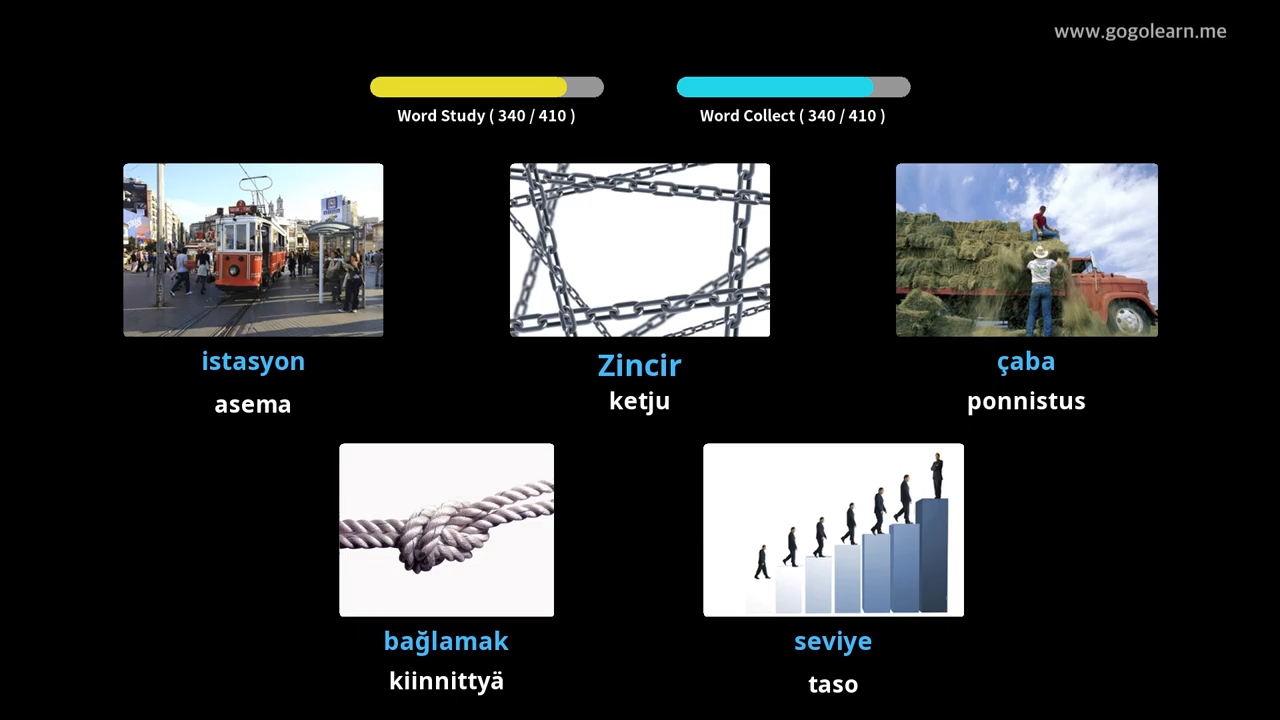 www.gogolearn.me
Word Study ( 340 / 410 )
Word Collect ( 340 / 410 )
istasyon
Zincir
çaba
asema
ketju
ponnistus
bağlamak
seviye
kiinnittyä
taso